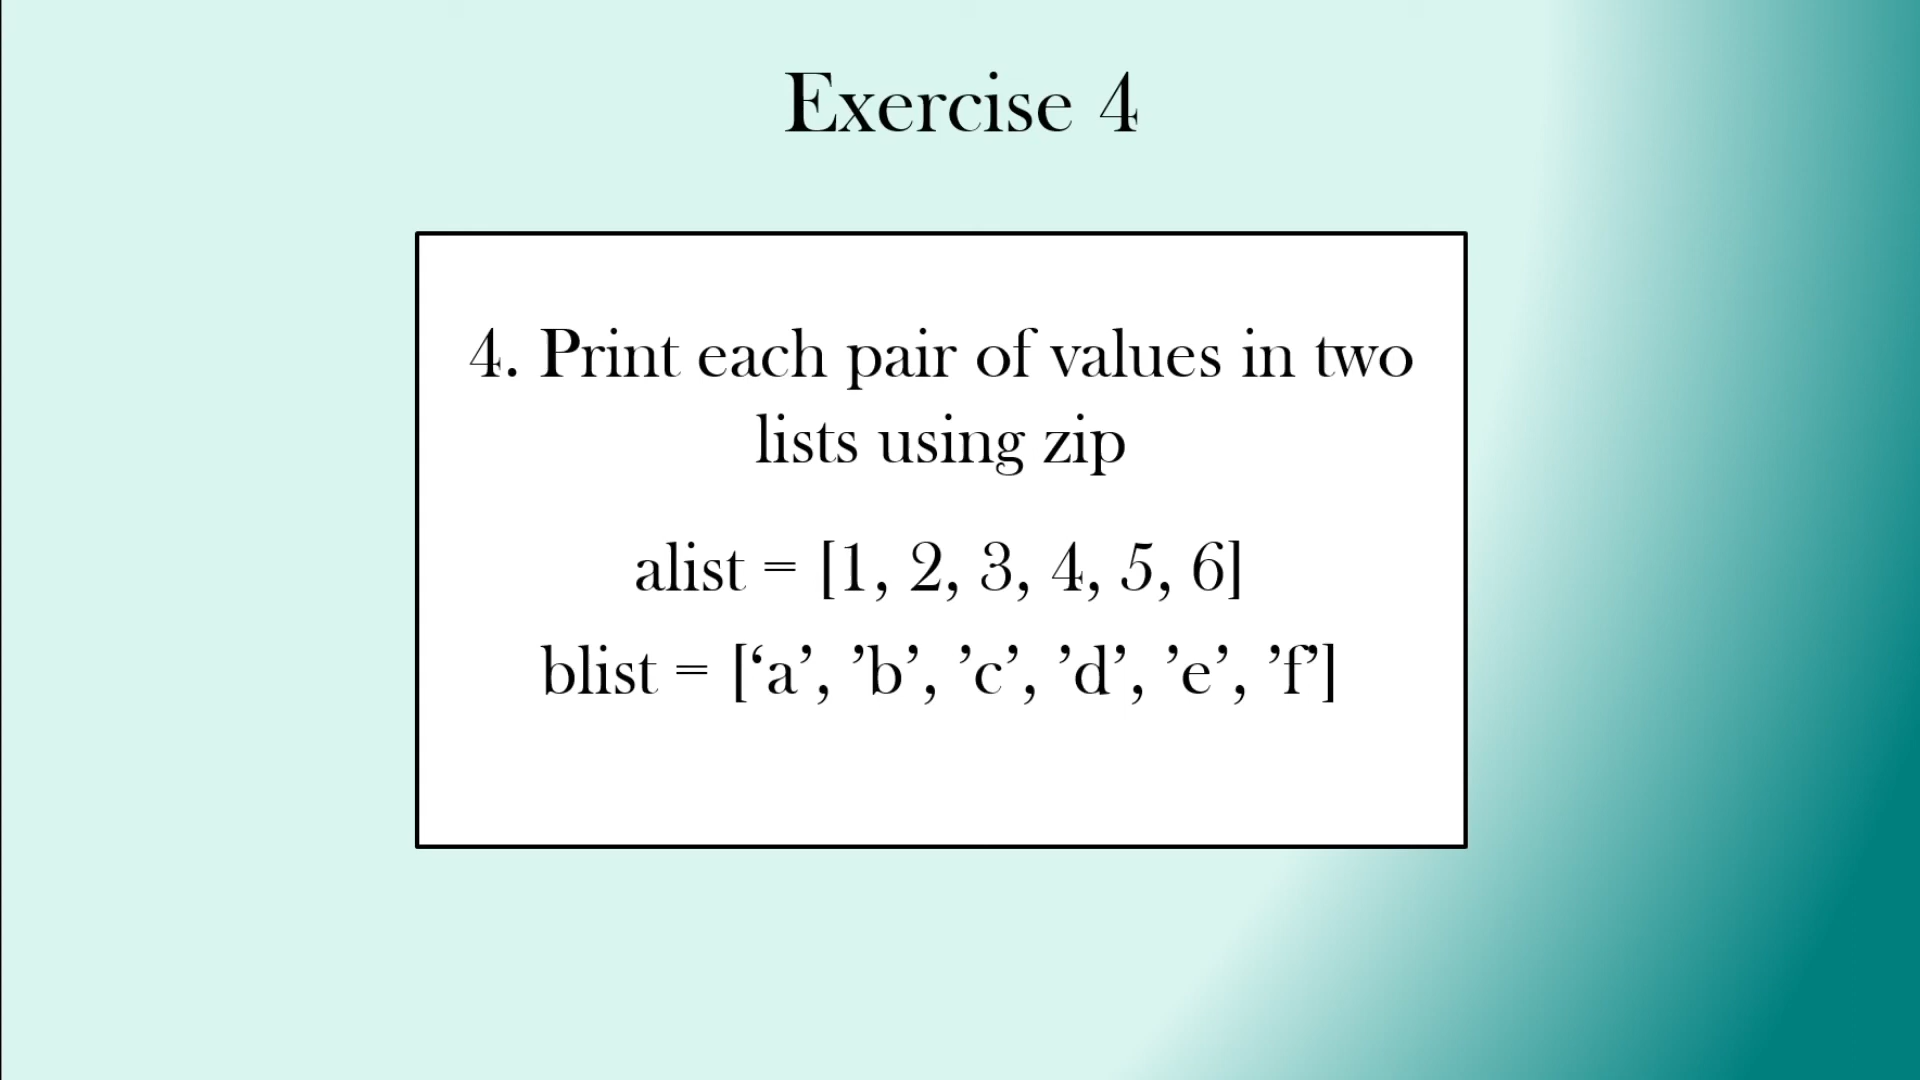 Exercise 4
4. Print each pair of values in two
lists using zip
alist = [1, 2, 3, 4, 5, 6]
blist = [‘a’, ’b’, ’c’, ’d’, ’e’, ’f’]